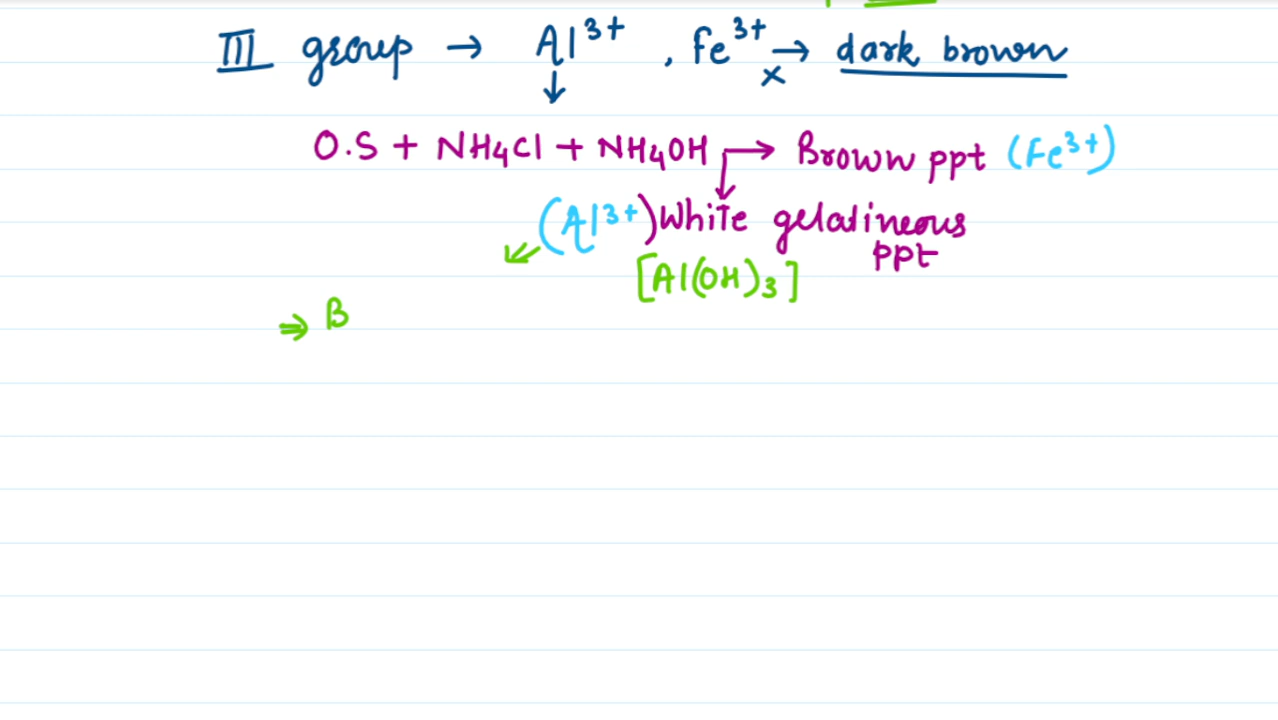 III group → Al³⁺ , Fe³⁺ → dark brown
x
↓
O.S + NH₄Cl + NH₄OH → Brown ppt (Fe³⁺)
(Al³⁺) White gelatineous
ppt
[Al(OH)₃]
⇒ B